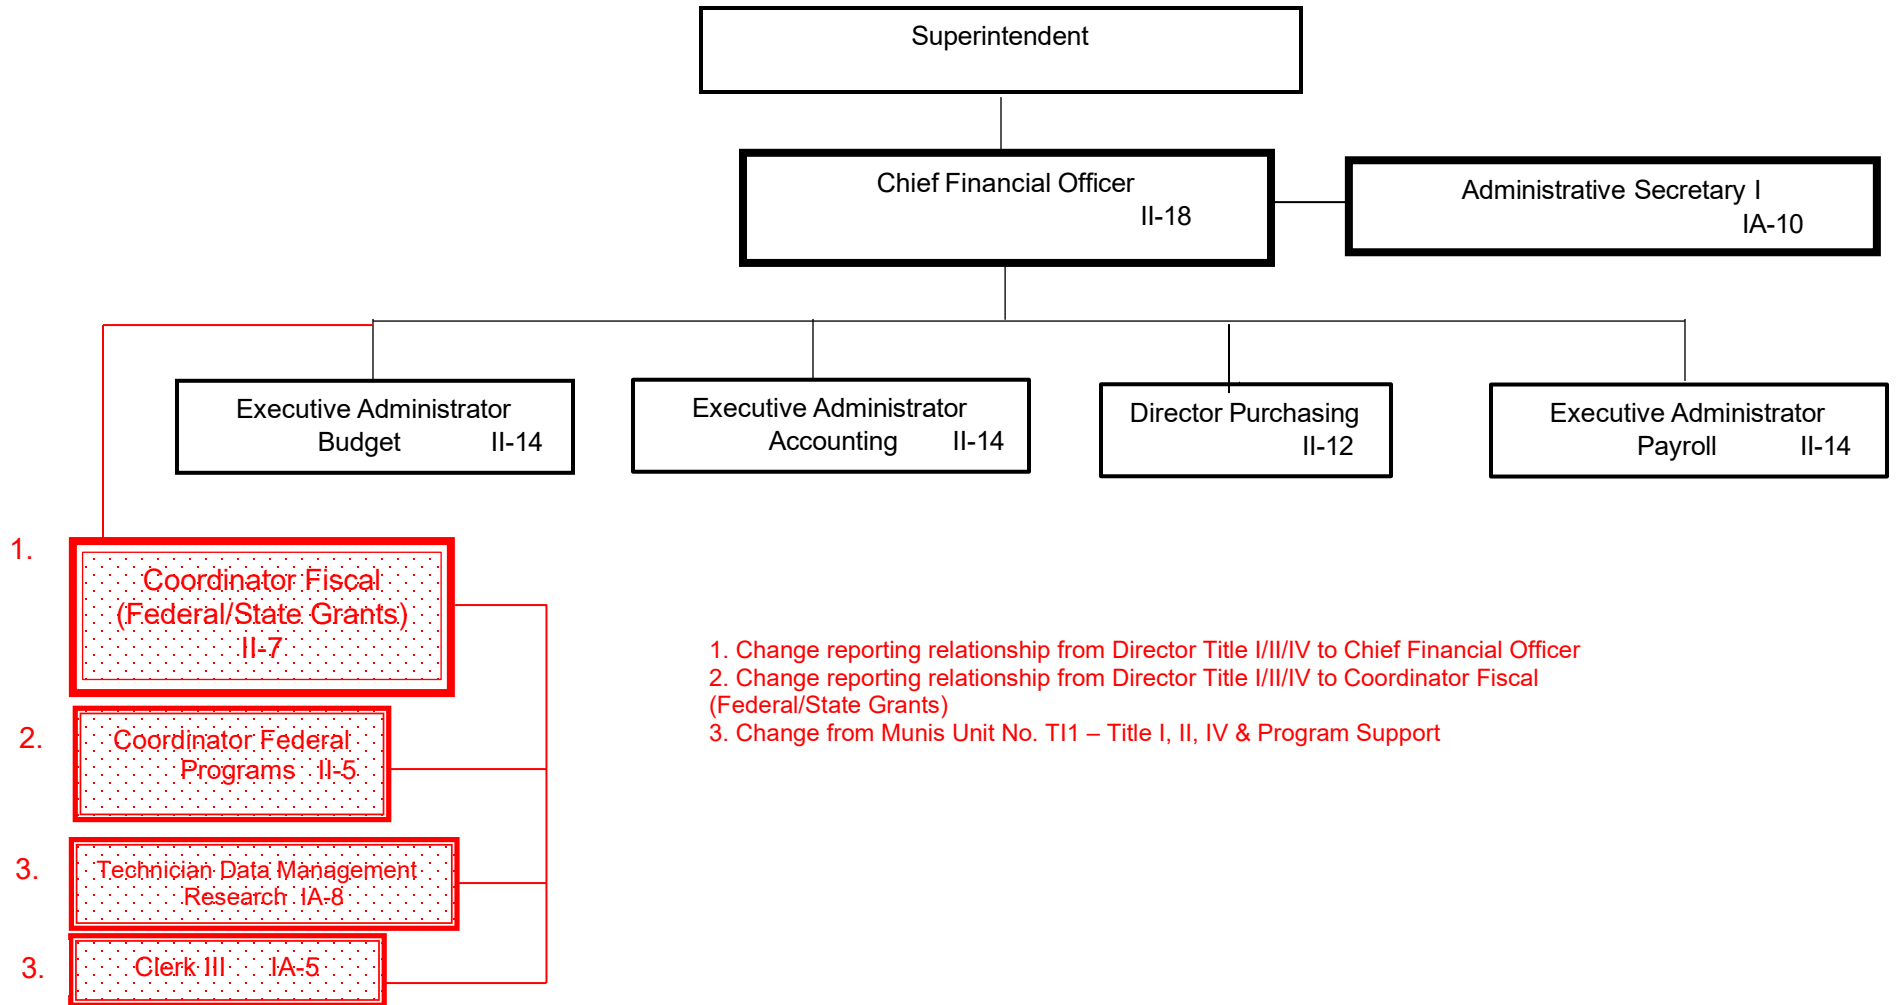 Superintendent
Chief Financial Officer
II-18
Administrative Secretary I
IA-10
Executive Administrator
Budget II-14
Executive Administrator
Accounting II-14
Director Purchasing
II-12
Executive Administrator
Payroll II-14
1.
Coordinator Fiscal
(Federal/State Grants)
II-7
2.
Coordinator Federal
Programs II-5
3.
Technician Data Management
Research IA-8
3.
Clerk III IA-5
1. Change reporting relationship from Director Title I/II/IV to Chief Financial Officer
2. Change reporting relationship from Director Title I/II/IV to Coordinator Fiscal
(Federal/State Grants)
3. Change from Munis Unit No. TI1 – Title I, II, IV & Program Support